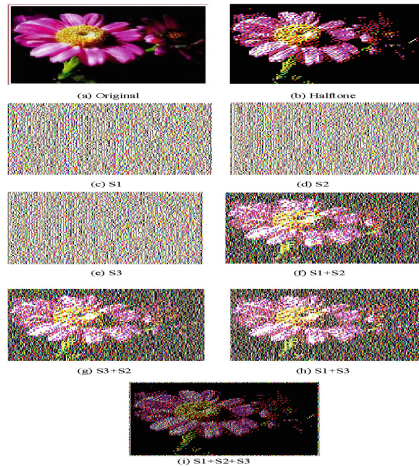 (a) Original
(b) Halftone
(c) S1
(d) S2
(e) S3
(f) S1+S2
(g) S3+S2
(h) S1+S3
(i) S1+S2+S3